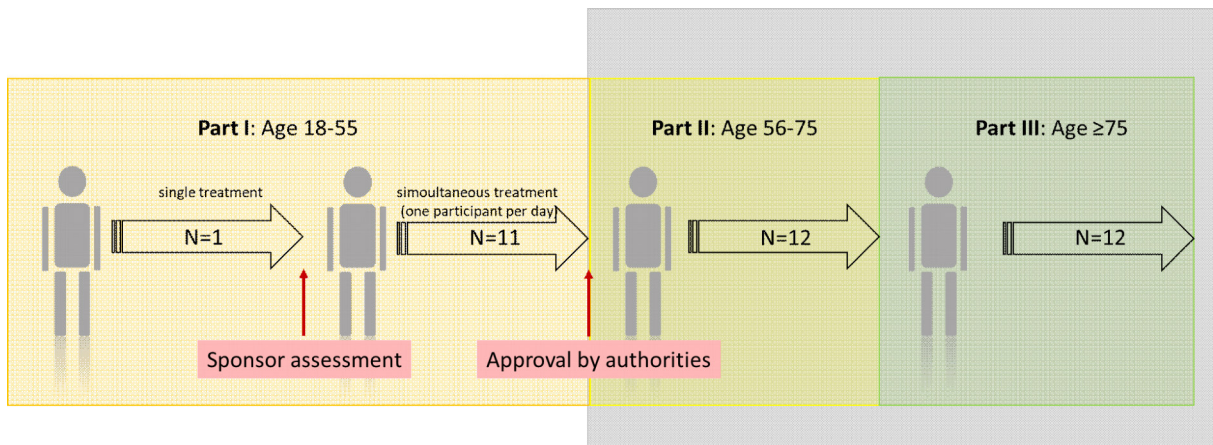 Part I: Age 18-55
Part II: Age 56-75
Part III: Age ≥75
single treatment
simoultaneous treatment
(one participant per day)
N=1
N=11
N=12
N=12
Sponsor assessment
Approval by authorities